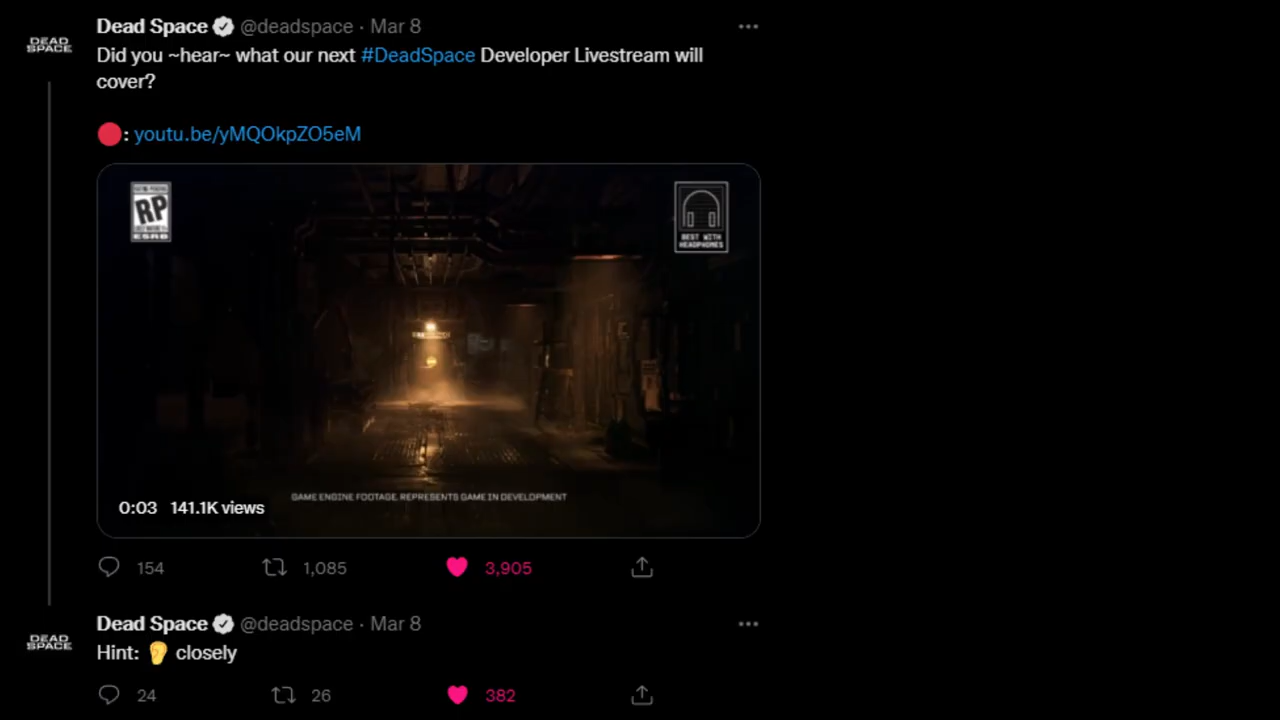 DEAD SPACE
Dead Space @deadspace · Mar 8
Did you ~hear~ what our next #DeadSpace Developer Livestream will
cover?
🔴: youtu.be/yMQOkpZO5eM
RP
ESRB
BEST WITH
HEADPHONES
GAME ENGINE FOOTAGE. REPRESENTS GAME IN DEVELOPMENT
0:03 141.1K views
154 1,085 3,905
DEAD SPACE
Dead Space @deadspace · Mar 8
Hint: 👂 closely
24 26 382